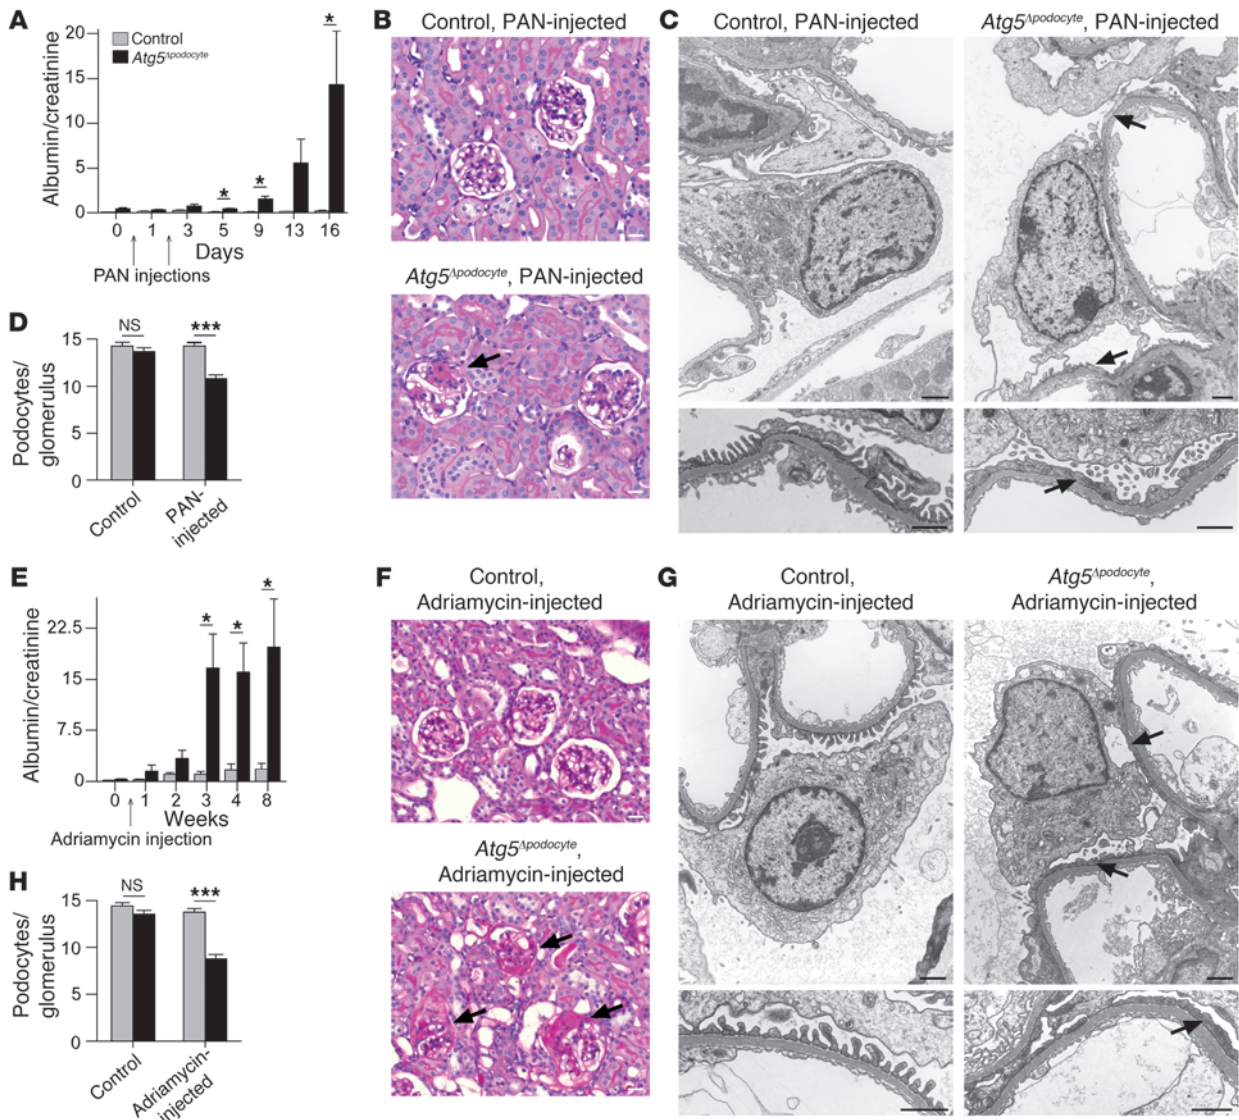 A
Albumin/creatinine
20
15
10
5
0
Control
Atg5Δpodocyte
*
*
*
0 1 3 5 9 13 16
Days
PAN injections
B
Control, PAN-injected
Atg5Δpodocyte, PAN-injected
C
Control, PAN-injected
Atg5Δpodocyte, PAN-injected
D
Podocytes/
glomerulus
15
10
5
0
NS
***
Control
PAN-
injected
E
Albumin/creatinine
22.5
15
7.5
0
*
*
*
0 1 2 3 4 8
Weeks
Adriamycin injection
F
Control,
Adriamycin-injected
Atg5Δpodocyte,
Adriamycin-injected
G
Control,
Adriamycin-injected
Atg5Δpodocyte,
Adriamycin-injected
H
Podocytes/
glomerulus
15
10
5
0
NS
***
Control
Adriamycin-
injected